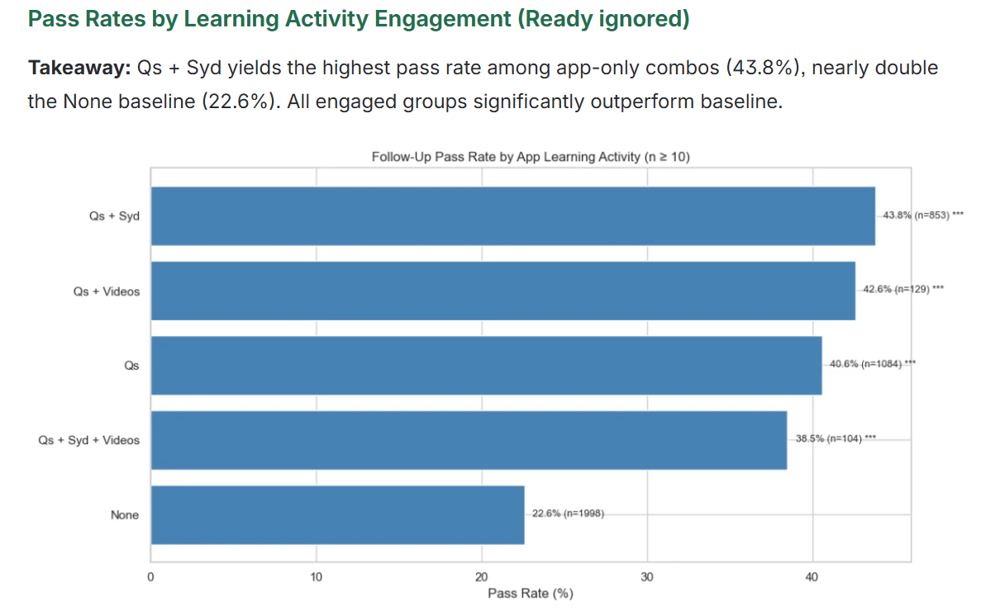 Pass Rates by Learning Activity Engagement (Ready ignored)
Takeaway: Qs + Syd yields the highest pass rate among app-only combos (43.8%), nearly double
the None baseline (22.6%). All engaged groups significantly outperform baseline.
Follow-Up Pass Rate by App Learning Activity (n ≥ 10)
Qs + Syd
43.8% (n=853) ***
Qs + Videos
42.6% (n=129) ***
Qs
40.6% (n=1084) ***
Qs + Syd + Videos
38.5% (n=104) ***
None
22.6% (n=1998)
0 10 20 30 40
Pass Rate (%)